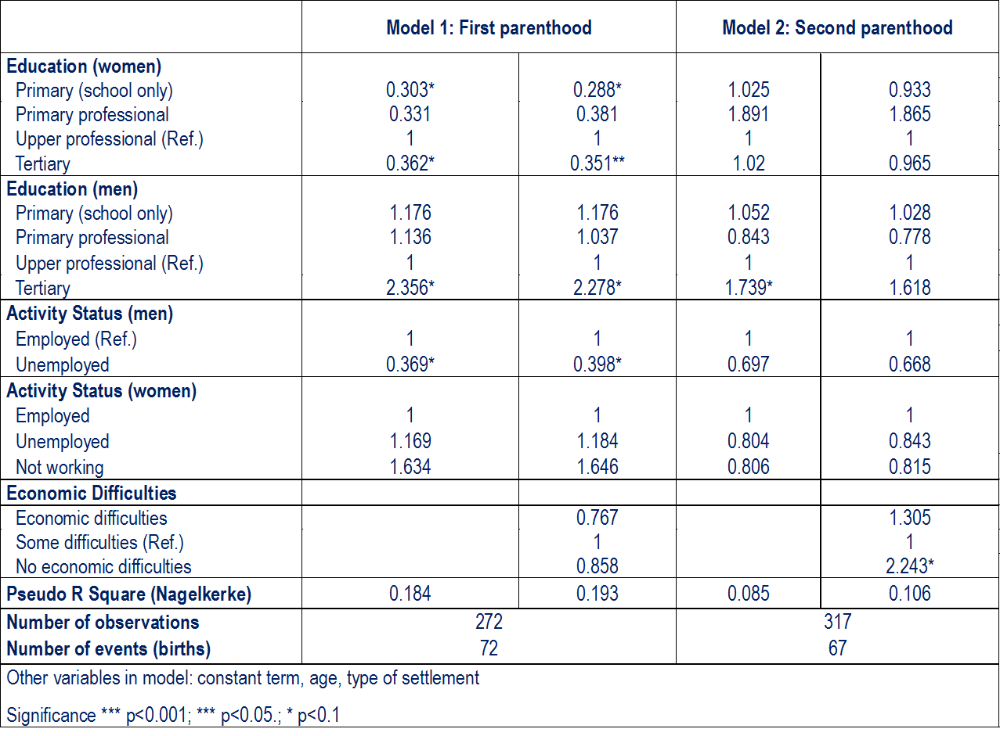 Model 1: First parenthood Model 2: Second parenthood
Education (women)
Primary (school only) 0.303* 0.288* 1.025 0.933
Primary professional 0.331 0.381 1.891 1.865
Upper professional (Ref.) 1 1 1 1
Tertiary 0.362* 0.351** 1.02 0.965
Education (men)
Primary (school only) 1.176 1.176 1.052 1.028
Primary professional 1.136 1.037 0.843 0.778
Upper professional (Ref.) 1 1 1 1
Tertiary 2.356* 2.278* 1.739* 1.618
Activity Status (men)
Employed (Ref.) 1 1 1 1
Unemployed 0.369* 0.398* 0.697 0.668
Activity Status (women)
Employed 1 1 1 1
Unemployed 1.169 1.184 0.804 0.843
Not working 1.634 1.646 0.806 0.815
Economic Difficulties
Economic difficulties 0.767 1.305
Some difficulties (Ref.) 1 1
No economic difficulties 0.858 2.243*
Pseudo R Square (Nagelkerke) 0.184 0.193 0.085 0.106
Number of observations 272 317
Number of events (births) 72 67
Other variables in model: constant term, age, type of settlement
Significance *** p<0.001; *** p<0.05.; * p<0.1